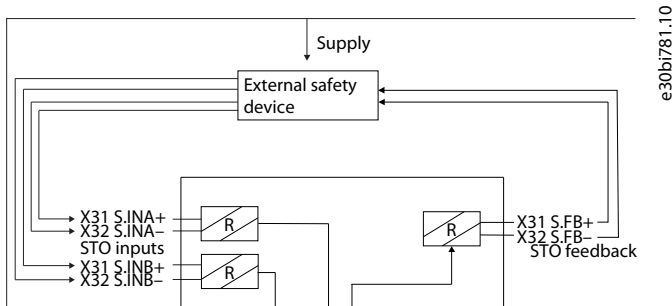 Supply
e30bi781.10
External safety
device
X31 S.INA+
X32 S.INA−
STO inputs
X31 S.INB+
X32 S.INB−
R
R
R
X31 S.FB+
X32 S.FB−
STO feedback